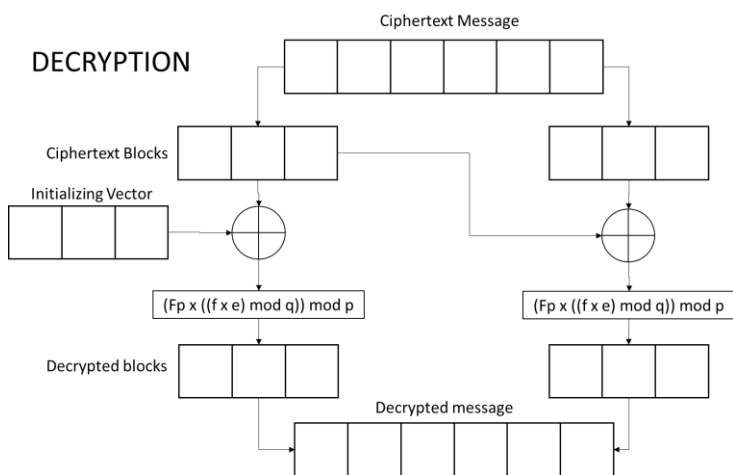 Ciphertext Message
DECRYPTION
Ciphertext Blocks
Initializing Vector
(Fp x ((f x e) mod q)) mod p
(Fp x ((f x e) mod q)) mod p
Decrypted blocks
Decrypted message